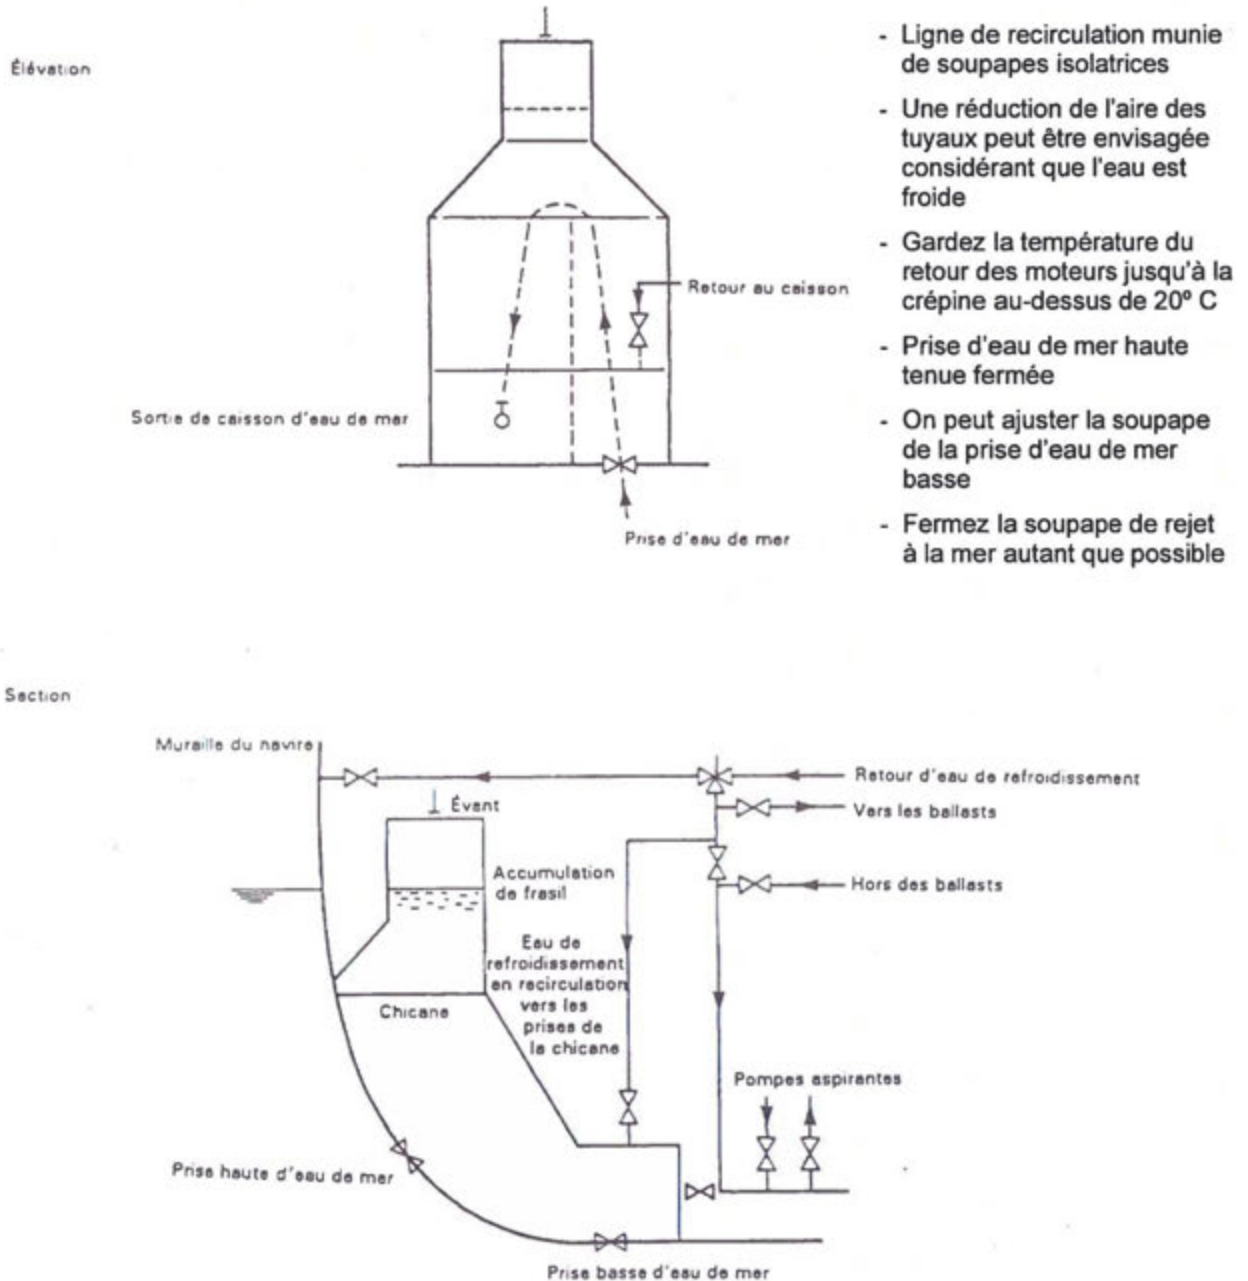 Élévation
- Ligne de recirculation munie
de soupapes isolatrices
- Une réduction de l'aire des
tuyaux peut être envisagée
considérant que l'eau est
froide
- Gardez la température du
retour des moteurs jusqu'à la
crépine au-dessus de 20º C
- Prise d'eau de mer haute
tenue fermée
- On peut ajuster la soupape
de la prise d'eau de mer
basse
- Fermez la soupape de rejet
à la mer autant que possible
Retour au caisson
Sortie de caisson d'eau de mer
Prise d'eau de mer
Section
Muraille du navire
Retour d'eau de refroidissement
Évent
Vers les ballasts
Accumulation
de frasil
Hors des ballasts
Eau de
refroidissement
en recirculation
vers les
prises de
la chicane
Chicane
Pompes aspirantes
Prise haute d'eau de mer
Prise basse d'eau de mer